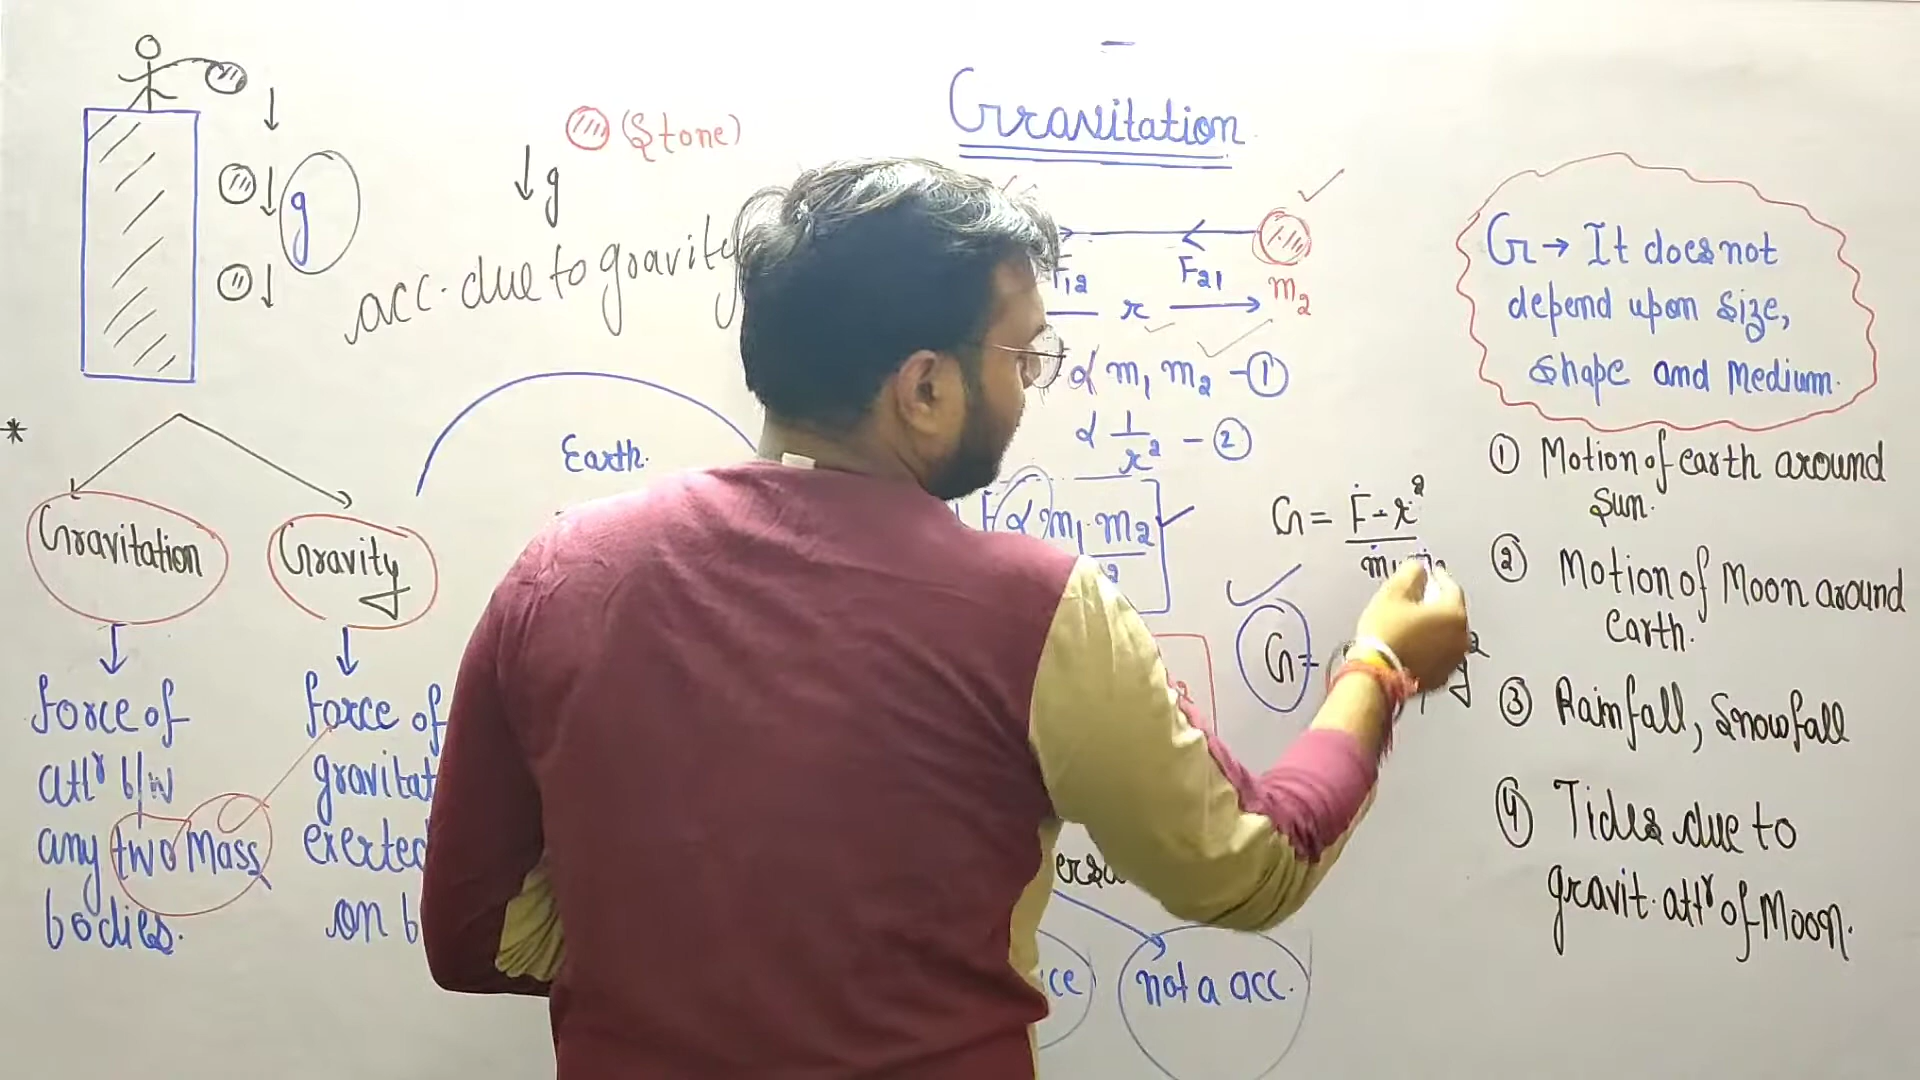 Gravitation
(Stone)
↓g
acc. due to gravity
g
F12
F21
m2
r
α m1 m2 - ①
α 1/r² - ②
F α m1 . m2
G = F · r²
G =
G → It does not
depend upon size,
shape and Medium.
① Motion of earth around
sun.
② Motion of Moon around
earth.
③ Rainfall, Snowfall
④ Tides due to
gravit. attr of Moon.
Earth.
*
Gravitation
force of
attr b/w
any two Mass
bodies.
Gravity
force of
on
not a acc.